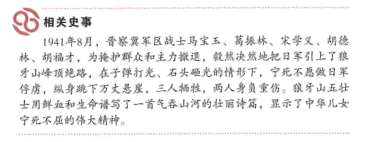 相关史事
1941年8月，晋察冀军区战士马宝玉、葛振林、宋学义、胡德
林、胡福才，为掩护群众和主力撤退，毅然决然地把日军引上了狼
牙山峰顶绝路，在子弹打光、石头砸光的情形下，宁死不愿做日军
俘虏，纵身跳下万丈悬崖，三人牺牲，两人身负重伤。狼牙山五壮
士用鲜血和生命谱写了一首气吞山河的壮丽诗篇，显示了中华儿女
宁死不屈的伟大精神。